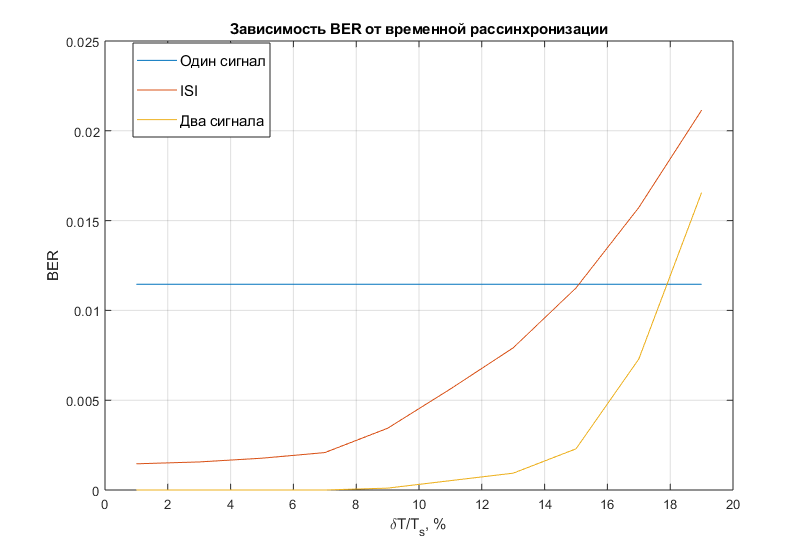 Зависимость BER от временной рассинхронизации
Один сигнал
ISI
Два сигнала
0.025
0.02
0.015
0.01
0.005
0
BER
0 2 4 6 8 10 12 14 16 18 20
δT/Ts, %